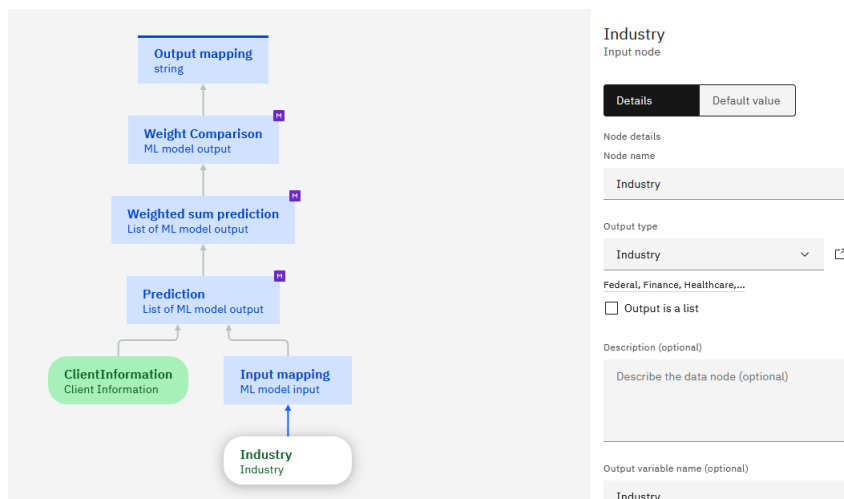 Output mapping
string
M
Weight Comparison
ML model output
M
Weighted sum prediction
List of ML model output
M
Prediction
List of ML model output
ClientInformation
Client Information
Input mapping
ML model input
Industry
Industry
Industry
Input node
Details
Default value
Node details
Node name
Industry
Output type
Industry
Federal, Finance, Healthcare,...
Output is a list
Description (optional)
Describe the data node (optional)
Output variable name (optional)
Industry